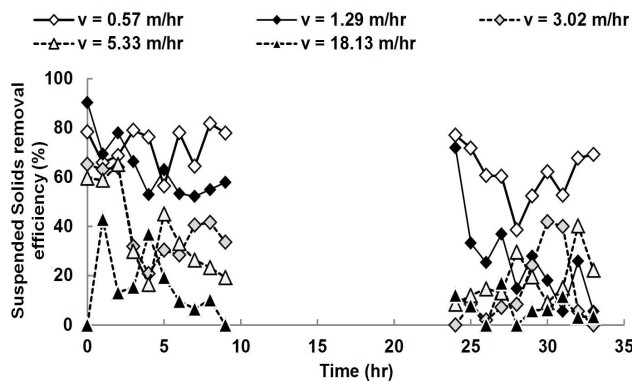 v = 0.57 m/hr v = 1.29 m/hr v = 3.02 m/hr
v = 5.33 m/hr v = 18.13 m/hr
Suspended Solids removal
efficiency (%)
100
80
60
40
20
0
0 5 10 15 20 25 30 35
Time (hr)